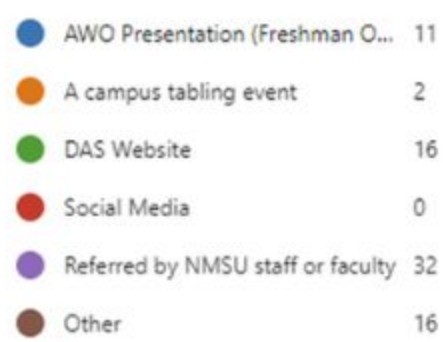 AWO Presentation (Freshman O... 11
A campus tabling event 2
DAS Website 16
Social Media 0
Referred by NMSU staff or faculty 32
Other 16